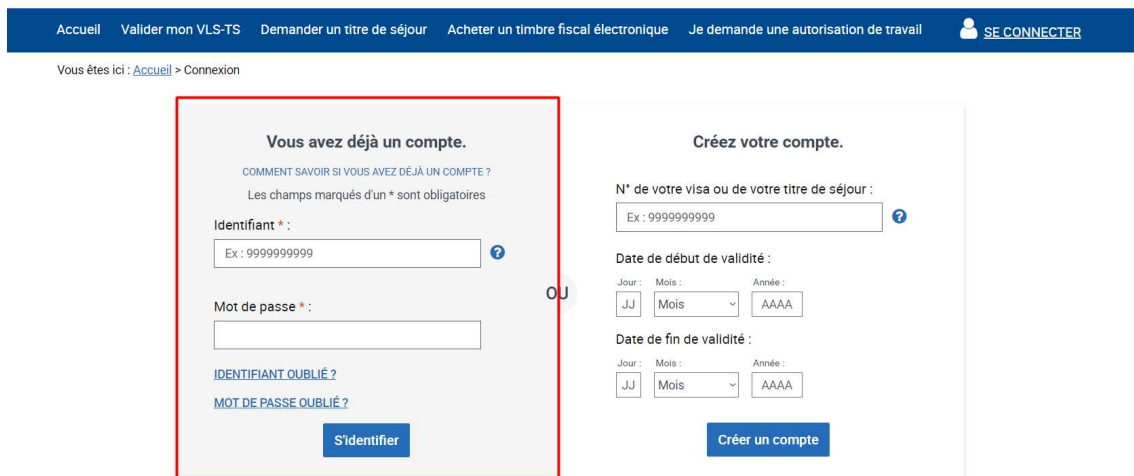 Accueil Valider mon VLS-TS Demander un titre de séjour Acheter un timbre fiscal électronique Je demande une autorisation de travail SE CONNECTER
Vous êtes ici : Accueil > Connexion
Vous avez déjà un compte.
COMMENT SAVOIR SI VOUS AVEZ DÉJÀ UN COMPTE ?
Les champs marqués d'un * sont obligatoires
Identifiant * :
Ex : 9999999999
?
Mot de passe * :
IDENTIFIANT OUBLIÉ ?
MOT DE PASSE OUBLIÉ ?
S'identifier
OU
Créez votre compte.
N° de votre visa ou de votre titre de séjour :
Ex : 9999999999
?
Date de début de validité :
Jour : Mois : Année :
JJ Mois AAAA
Date de fin de validité :
Jour : Mois : Année :
JJ Mois AAAA
Créer un compte